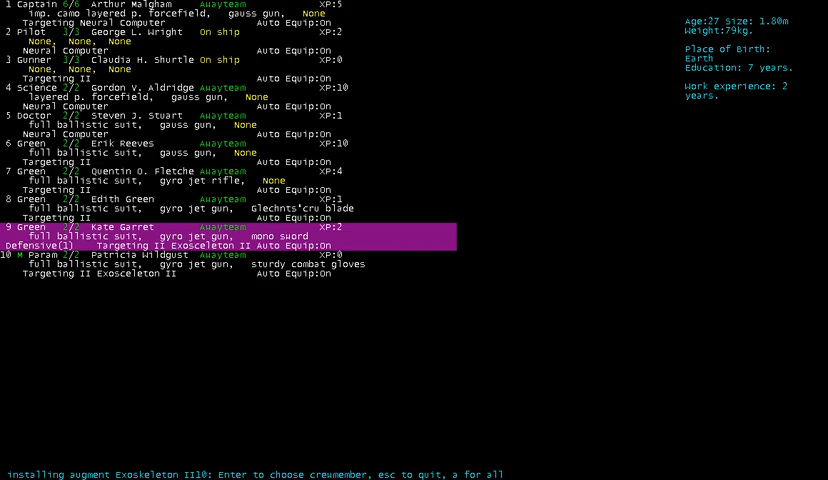 1 Captain 6/6 Arthur Malgham Awayteam XP:5
imp. camo layered p. forcefield, gauss gun, None
Targeting Neural Computer Auto Equip:On
2 Pilot 3/3 George L. Wright On ship XP:2
None, None, None
Neural Computer Auto Equip:On
3 Gunner 3/3 Claudia H. Shurtle On ship XP:0
None, None, None
Targeting II Auto Equip:On
4 Science 2/2 Gordon V. Aldridge Awayteam XP:10
layered p. forcefield, gauss gun, None
Neural Computer Auto Equip:On
5 Doctor 2/2 Steven J. Stuart Awayteam XP:1
full ballistic suit, gauss gun, None
Neural Computer Auto Equip:On
6 Green 2/2 Erik Reeves Awayteam XP:10
full ballistic suit, gauss gun, None
Targeting II Auto Equip:On
7 Green 2/2 Quentin O. Fletche Awayteam XP:4
full ballistic suit, gyro jet rifle, None
Targeting II Auto Equip:On
8 Green 2/2 Edith Green Awayteam XP:1
full ballistic suit, gyro jet gun, Glechnts'cru blade
Targeting II Auto Equip:On
9 Green 2/2 Kate Garret Awayteam XP:2
full ballistic suit, gyro jet gun, mono sword
Defensive(1) Targeting II Exosceleton II Auto Equip:On
10 M Param 2/2 Patricia Wildgust Awayteam XP:0
full ballistic suit, gyro jet gun, sturdy combat gloves
Targeting II Exosceleton II Auto Equip:On
Age:27 Size: 1.80m
Weight:79kg.
Place of Birth:
Earth
Education: 7 years.
Work experience: 2
years.
installing augment Exoskeleton II10: Enter to choose crewmember, esc to quit, a for all